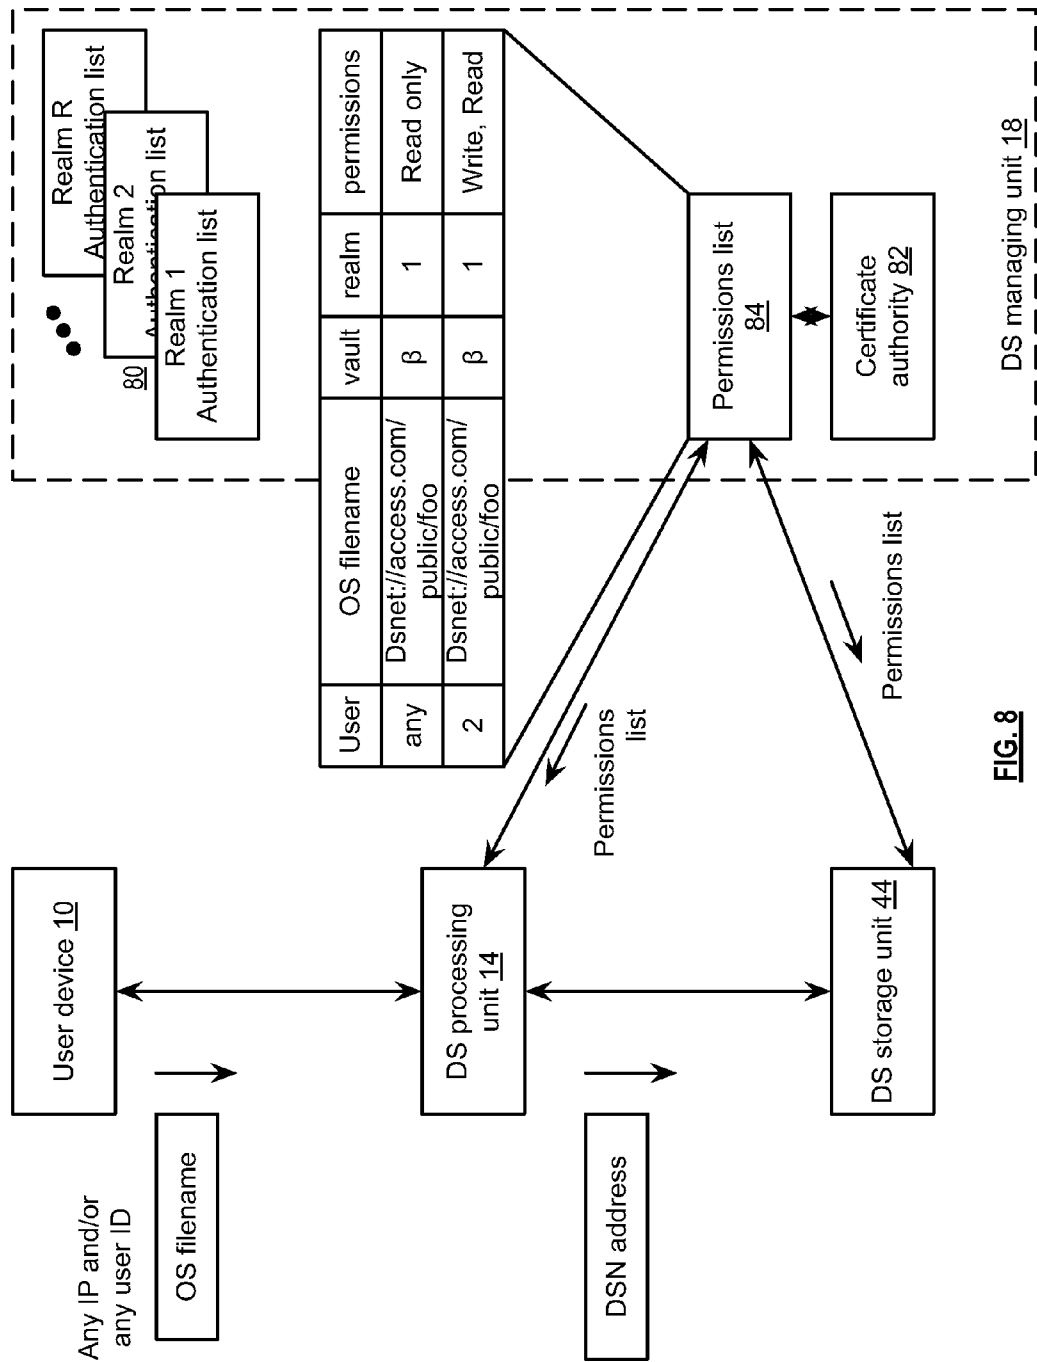 Any IP and/or
any user ID
OS filename
User device 10
DS processing
unit 14
DSN address
DS storage unit 44
Permissions
list
Permissions list
User OS filename vault realm permissions
any Dsnet://access.com/ β 1 Read only
public/foo
2 Dsnet://access.com/ β 1 Write, Read
public/foo
80
Realm R
Authentication list
Realm 2
Authentication list
Realm 1
Authentication list
Permissions list
84
Certificate
authority 82
DS managing unit 18
FIG. 8